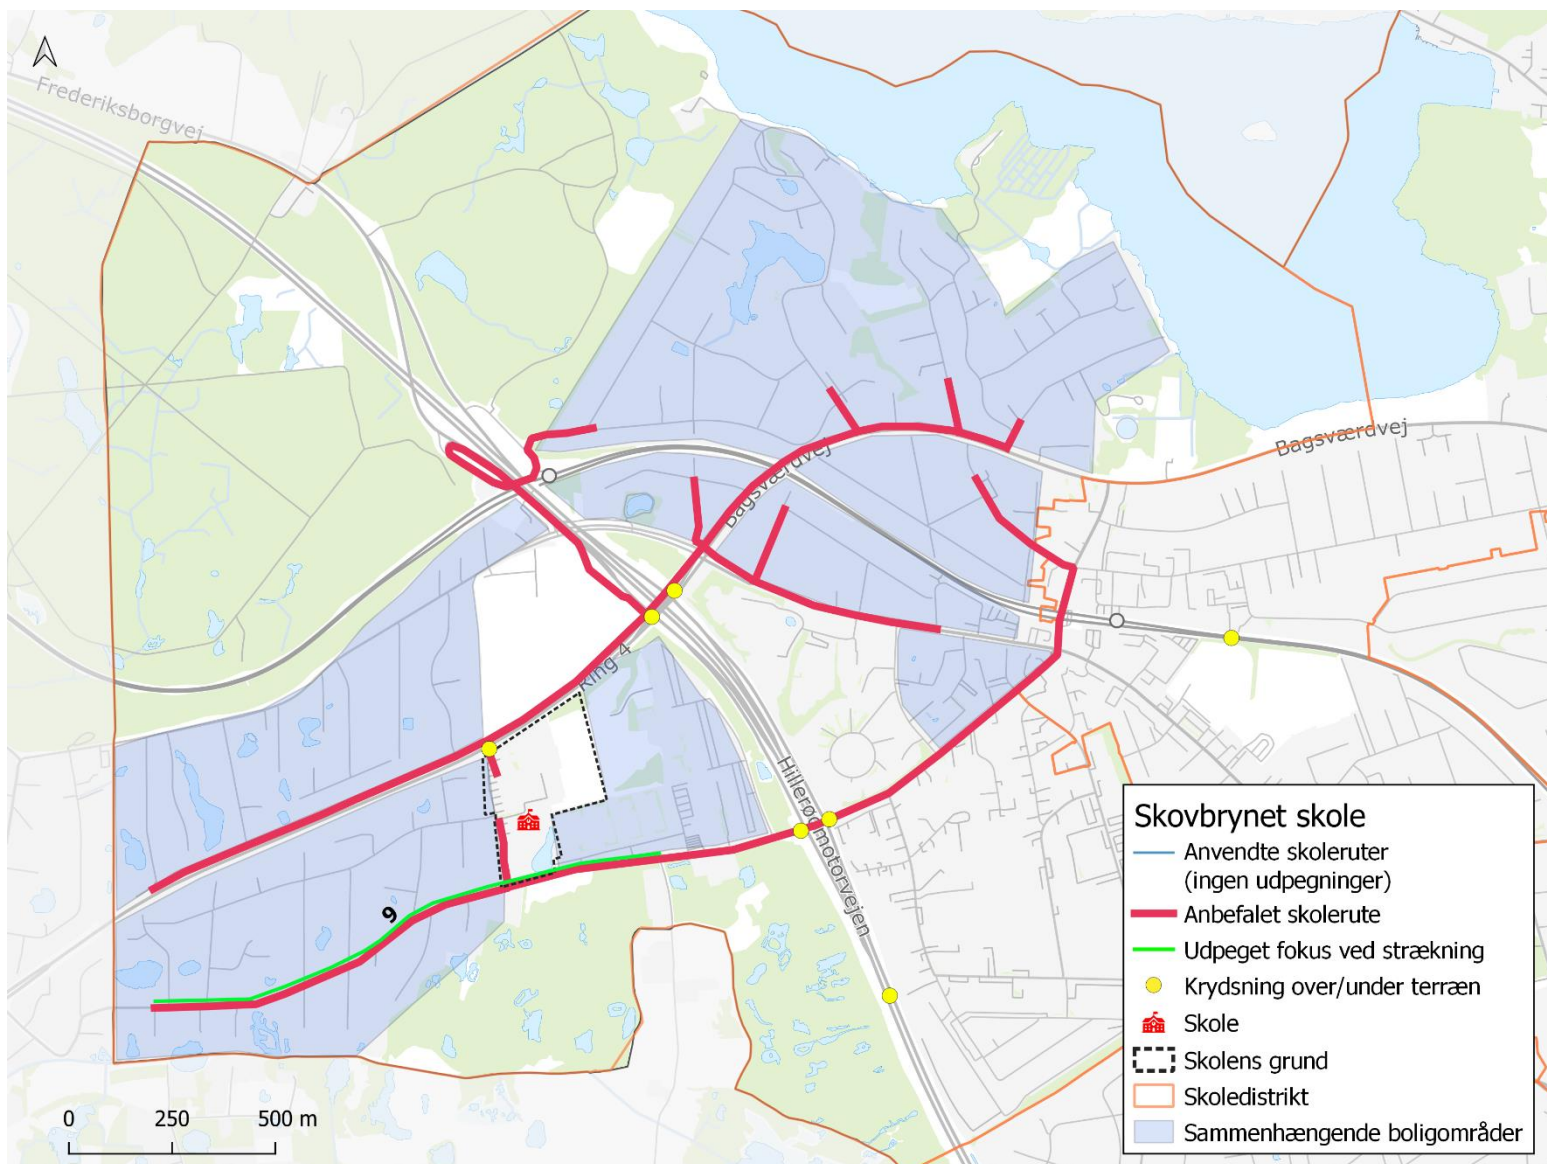 Frederiksborgvej
Bagsværdvej
Bagsværdvej
Ring 4
Hillerødmotorvejen
9
Skovbrynet skole
Anvendte skoleruter
(ingen udpegninger)
Anbefalet skolerute
Udpeget fokus ved strækning
Krydsning over/under terræn
Skole
Skolens grund
Skoledistrikt
Sammenhængende boligområder
0 250 500 m